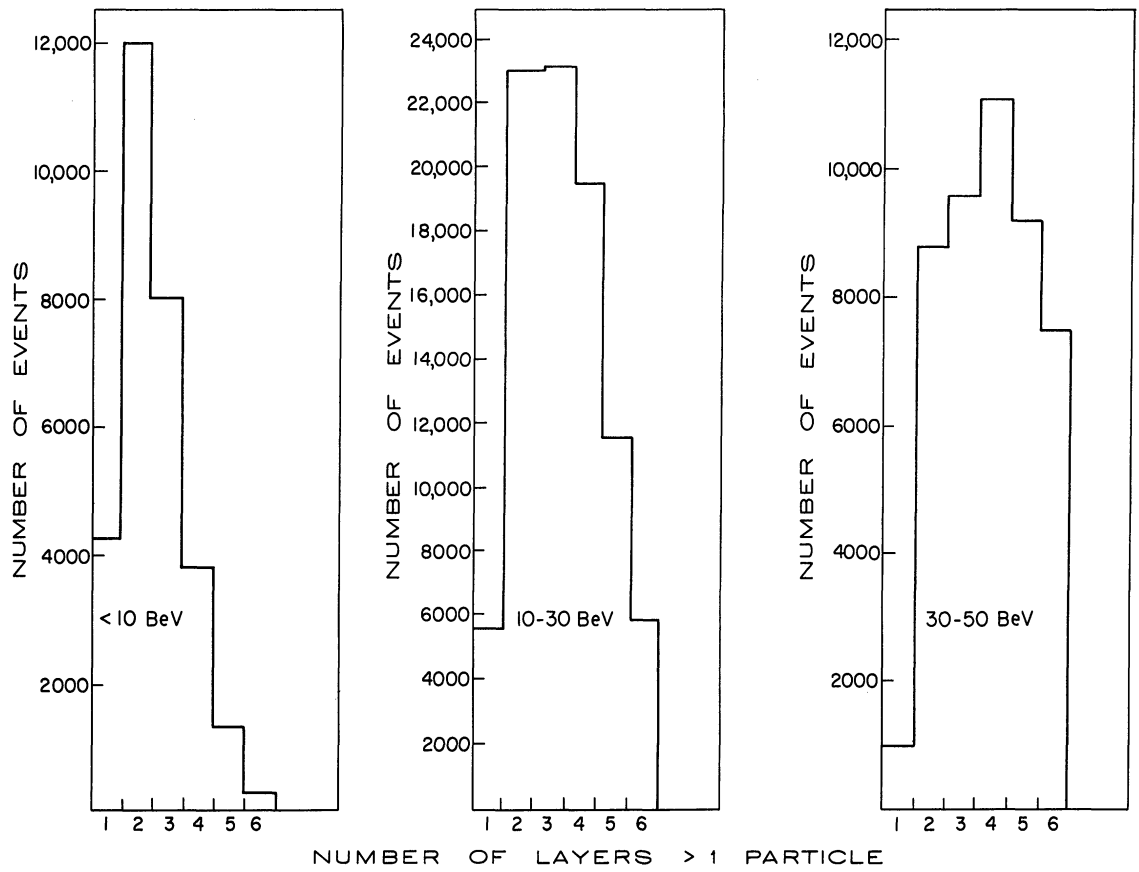 NUMBER OF EVENTS
12,000
10,000
8000
6000
4000
2000
<10 BeV
1 2 3 4 5 6
NUMBER OF EVENTS
24,000
22,000
20,000
18,000
16,000
14,000
12,000
10,000
8000
6000
4000
2000
10-30 BeV
1 2 3 4 5 6
NUMBER OF EVENTS
12,000
10,000
8000
6000
4000
2000
30-50 BeV
1 2 3 4 5 6
NUMBER OF LAYERS >1 PARTICLE